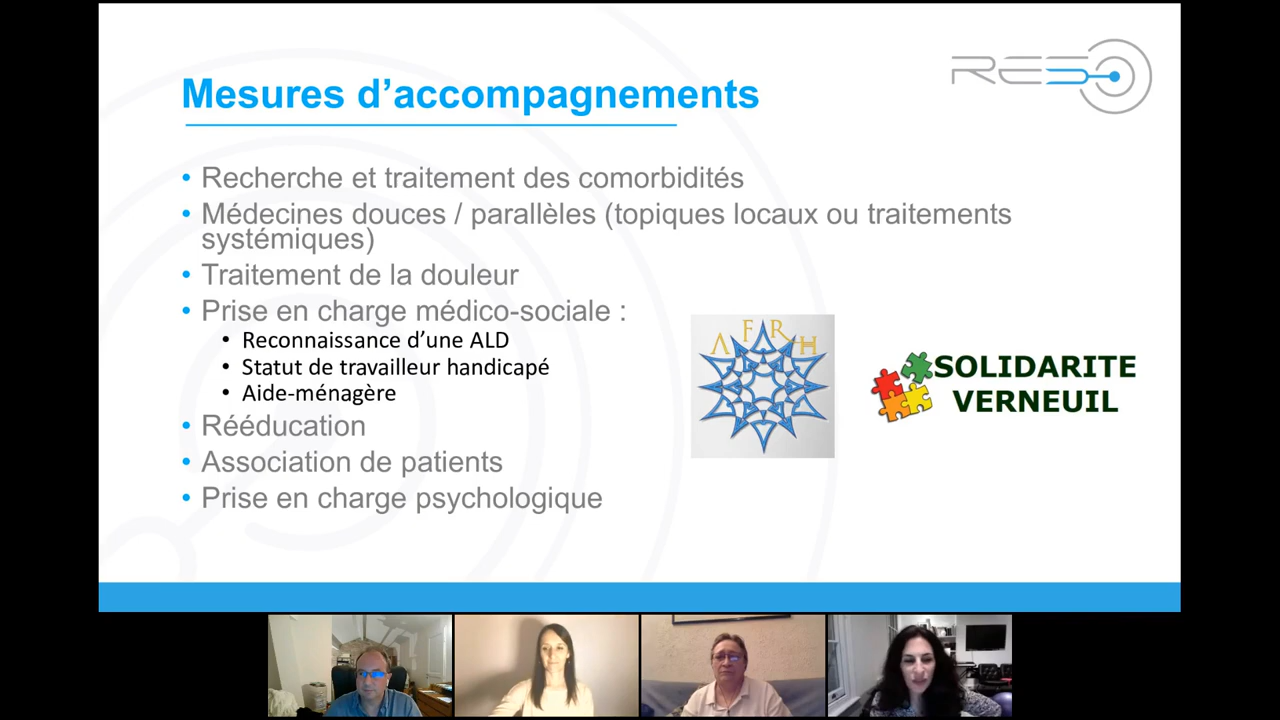 RESO
Mesures d’accompagnements
• Recherche et traitement des comorbidités
• Médecines douces / parallèles (topiques locaux ou traitements
systémiques)
• Traitement de la douleur
• Prise en charge médico-sociale :
• Reconnaissance d’une ALD
• Statut de travailleur handicapé
• Aide-ménagère
• Rééducation
• Association de patients
• Prise en charge psychologique
AFRH
SOLIDARITE
VERNEUIL